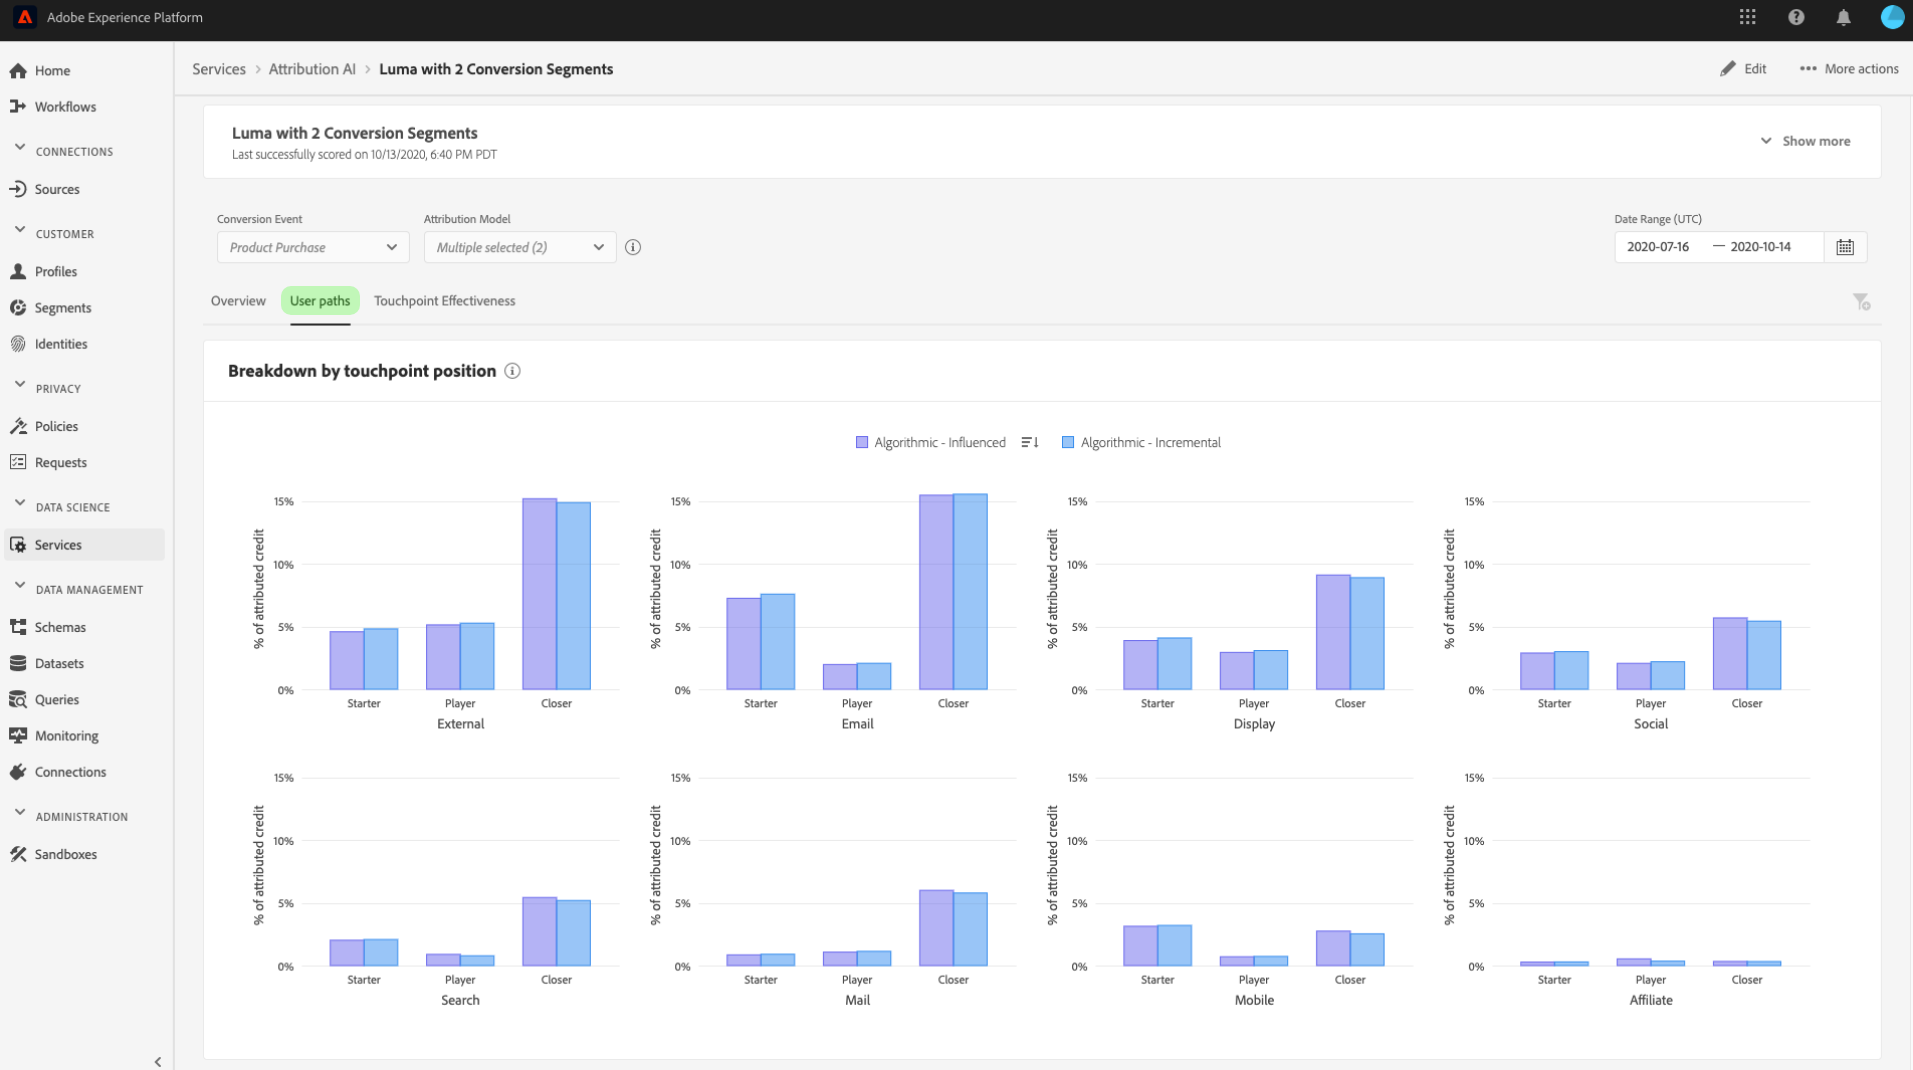 Adobe Experience Platform
Home
Workflows
CONNECTIONS
Sources
CUSTOMER
Profiles
Segments
Identities
PRIVACY
Policies
Requests
DATA SCIENCE
Services
DATA MANAGEMENT
Schemas
Datasets
Queries
Monitoring
Connections
ADMINISTRATION
Sandboxes
Services > Attribution AI > Luma with 2 Conversion Segments
Edit
More actions
Luma with 2 Conversion Segments
Last successfully scored on 10/13/2020, 6:40 PM PDT
Show more
Conversion Event
Product Purchase
Attribution Model
Multiple selected (2)
Date Range (UTC)
2020-07-16 — 2020-10-14
Overview
User paths
Touchpoint Effectiveness
Breakdown by touchpoint position
Algorithmic - Influenced
Algorithmic - Incremental
% of attributed credit
15%
10%
5%
0%
Starter Player Closer
External
% of attributed credit
15%
10%
5%
0%
Starter Player Closer
Email
% of attributed credit
15%
10%
5%
0%
Starter Player Closer
Display
% of attributed credit
15%
10%
5%
0%
Starter Player Closer
Social
% of attributed credit
15%
10%
5%
0%
Starter Player Closer
Search
% of attributed credit
15%
10%
5%
0%
Starter Player Closer
Mail
% of attributed credit
15%
10%
5%
0%
Starter Player Closer
Mobile
% of attributed credit
15%
10%
5%
0%
Starter Player Closer
Affiliate